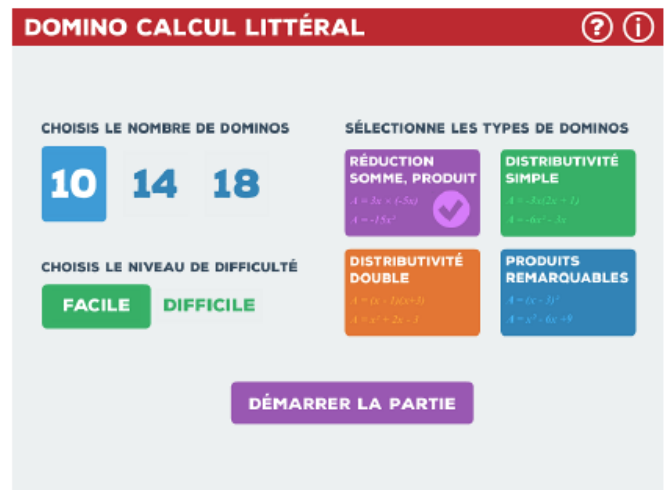 DOMINO CALCUL LITTÉRAL
? i
CHOISIS LE NOMBRE DE DOMINOS
10 14 18
CHOISIS LE NIVEAU DE DIFFICULTÉ
FACILE DIFFICILE
SÉLECTIONNE LES TYPES DE DOMINOS
RÉDUCTION
SOMME, PRODUIT
A = 3x × (-5x)
A = -15x²
DISTRIBUTIVITÉ
SIMPLE
A = -3x(2x + 1)
A = -6x² - 3x
DISTRIBUTIVITÉ
DOUBLE
A = (x - 1)(x+3)
A = x² + 2x - 3
PRODUITS
REMARQUABLES
A = (x - 3)²
A = x² - 6x +9
DÉMARRER LA PARTIE